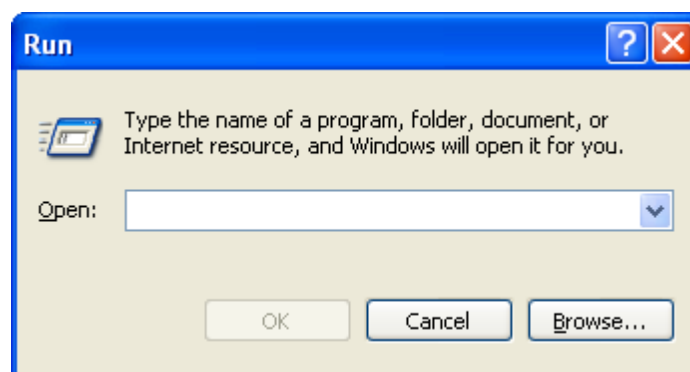 Run
Type the name of a program, folder, document, or
Internet resource, and Windows will open it for you.
Open:
OK Cancel Browse...